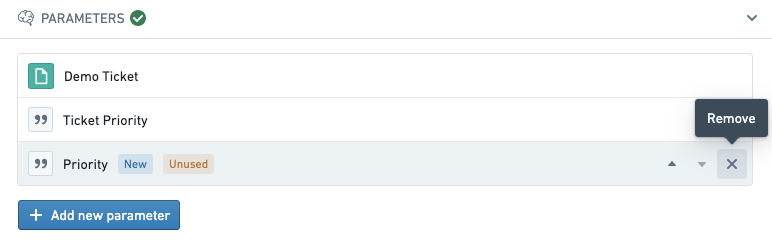 PARAMETERS
Demo Ticket
Ticket Priority
Remove
Priority New Unused
Add new parameter